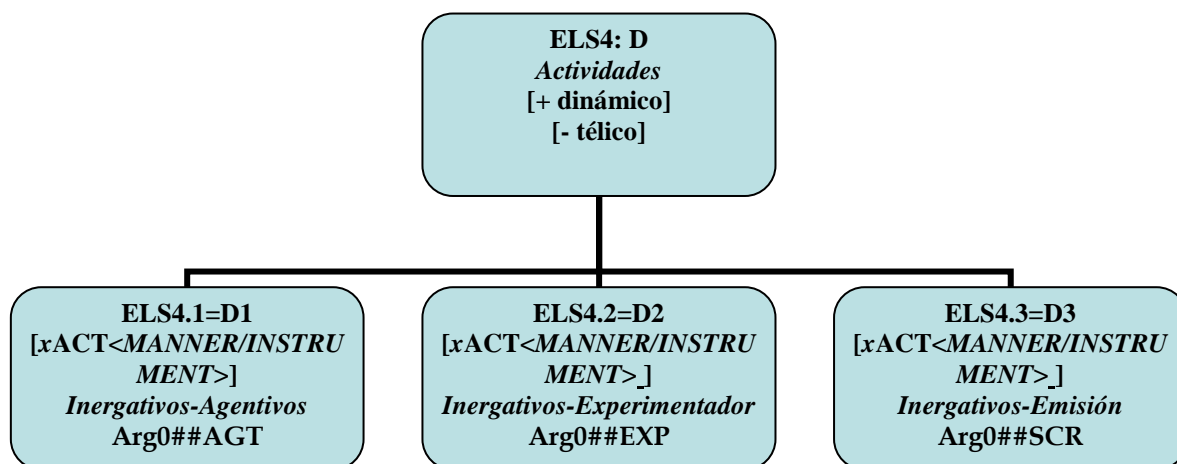 ELS4: D
Actividades
[+ dinámico]
[- télico]
ELS4.1=D1
[xACT<MANNER/INSTRU
MENT>]
Inergativos-Agentivos
Arg0##AGT
ELS4.2=D2
[xACT<MANNER/INSTRU
MENT>_]
Inergativos-Experimentador
Arg0##EXP
ELS4.3=D3
[xACT<MANNER/INSTRU
MENT>_]
Inergativos-Emisión
Arg0##SCR